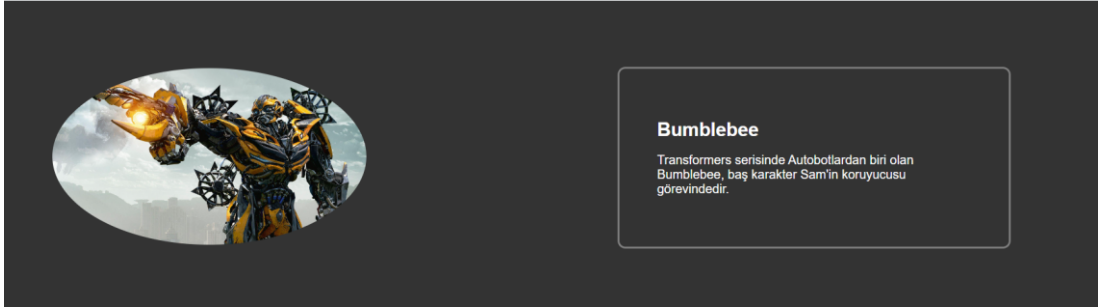 Bumblebee
Transformers serisinde Autobotlardan biri olan
Bumblebee, baş karakter Sam'in koruyucusu
görevindedir.